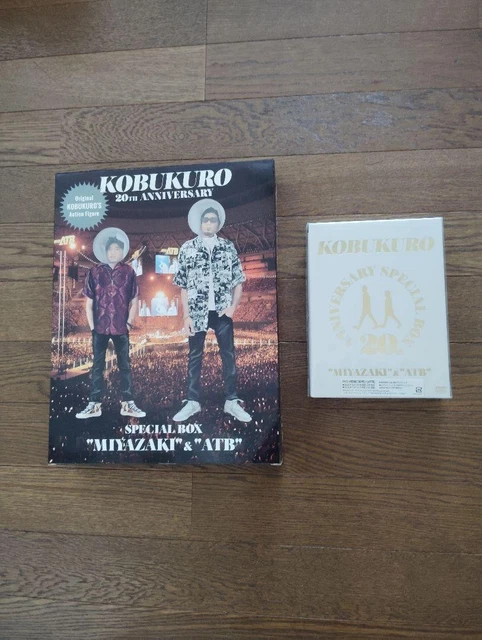 KOBUKURO
20TH ANNIVERSARY
Original
KOBUKURO'S
Action Figure
SPECIAL BOX
"MIYAZAKI" & "ATB"
KOBUKURO
ANNIVERSARY SPECIAL BOX
20
"MIYAZAKI" & "ATB"